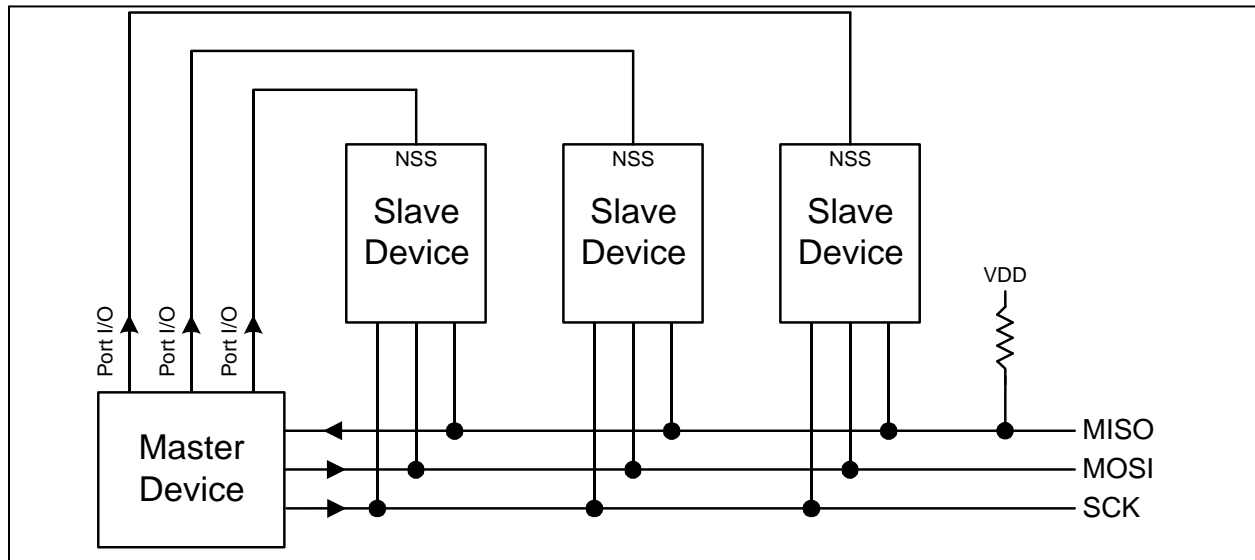 NSS
Slave
Device
NSS
Slave
Device
NSS
Slave
Device
VDD
Port I/O
Port I/O
Port I/O
Master
Device
MISO
MOSI
SCK